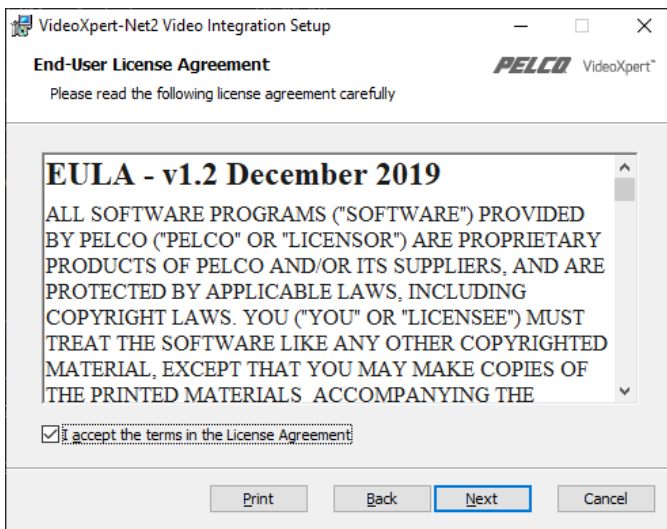 VideoXpert-Net2 Video Integration Setup
End-User License Agreement
PELCO VideoXpert™
Please read the following license agreement carefully
EULA - v1.2 December 2019
ALL SOFTWARE PROGRAMS ("SOFTWARE") PROVIDED
BY PELCO ("PELCO" OR "LICENSOR") ARE PROPRIETARY
PRODUCTS OF PELCO AND/OR ITS SUPPLIERS, AND ARE
PROTECTED BY APPLICABLE LAWS, INCLUDING
COPYRIGHT LAWS. YOU ("YOU" OR "LICENSEE") MUST
TREAT THE SOFTWARE LIKE ANY OTHER COPYRIGHTED
MATERIAL, EXCEPT THAT YOU MAY MAKE COPIES OF
THE PRINTED MATERIALS ACCOMPANYING THE
I accept the terms in the License Agreement
Print Back Next Cancel